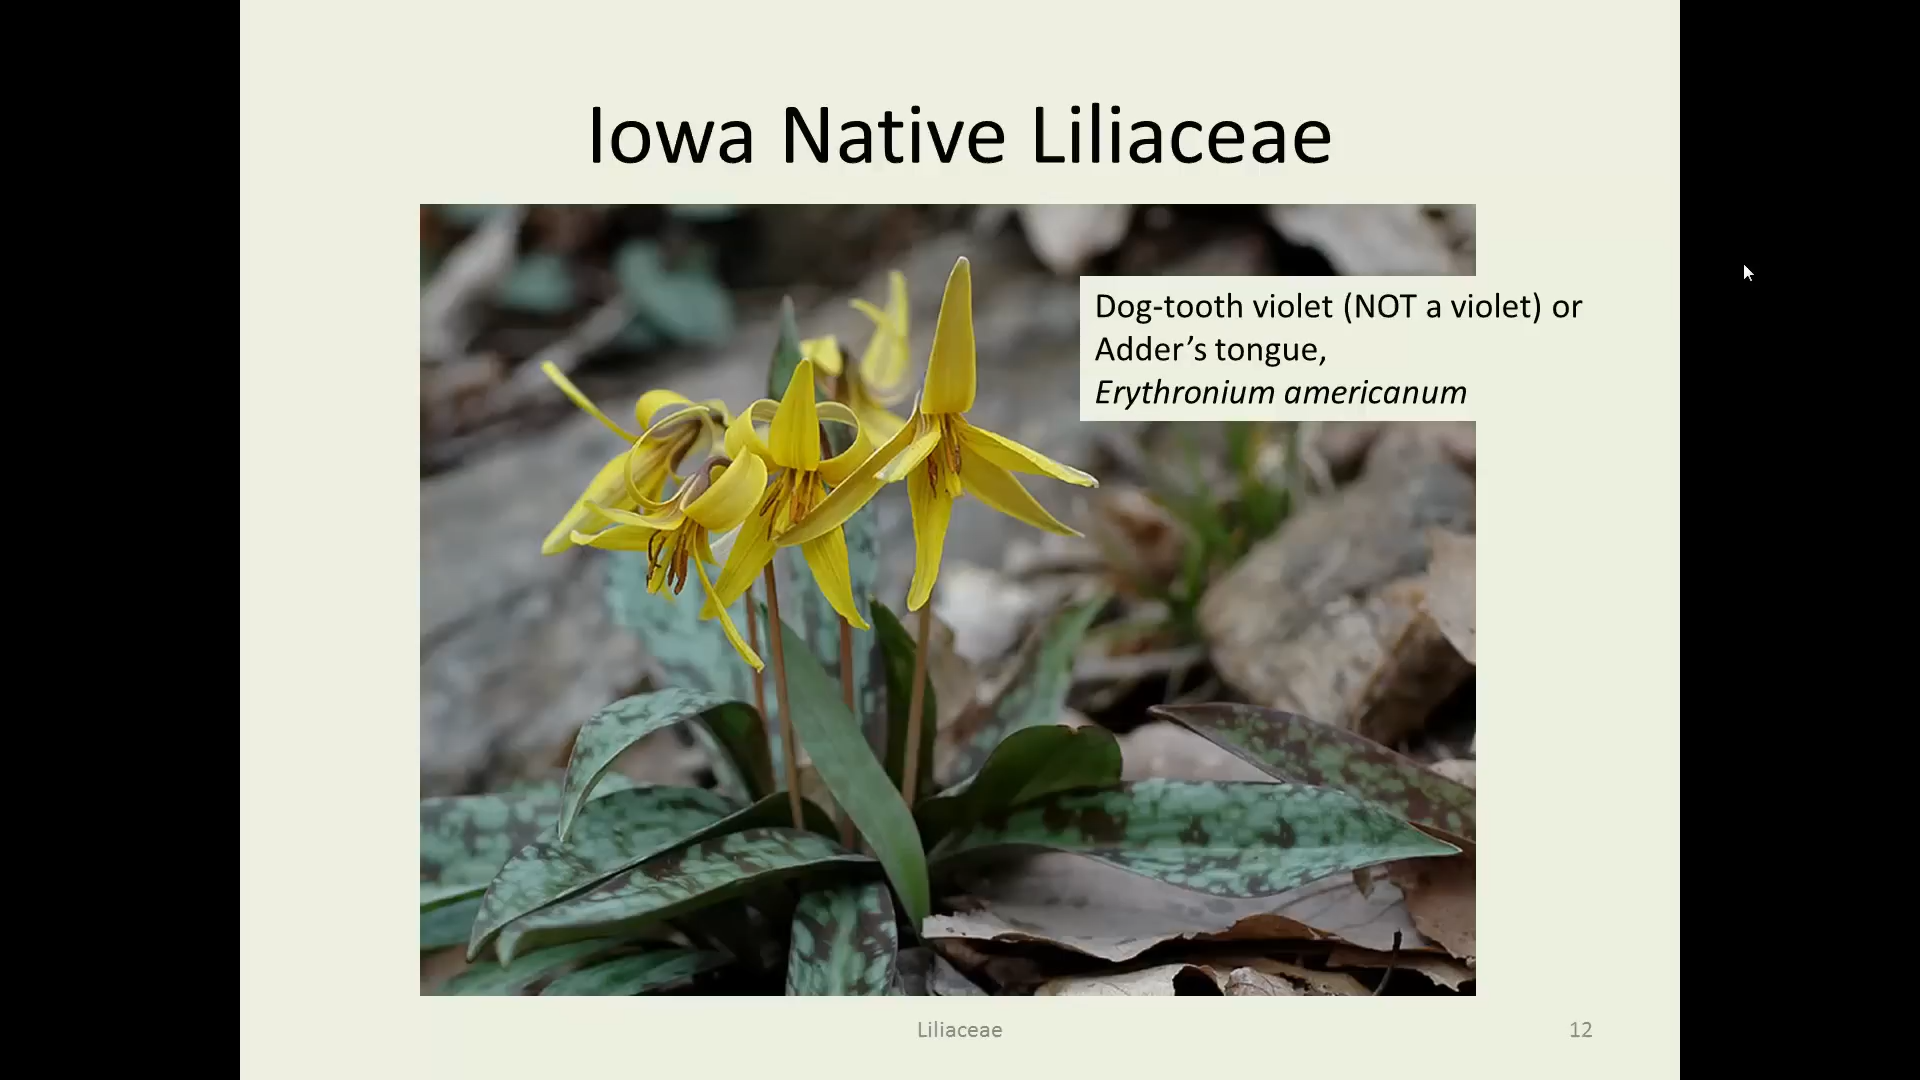 Iowa Native Liliaceae
Dog-tooth violet (NOT a violet) or
Adder’s tongue,
Erythronium americanum
Liliaceae
12